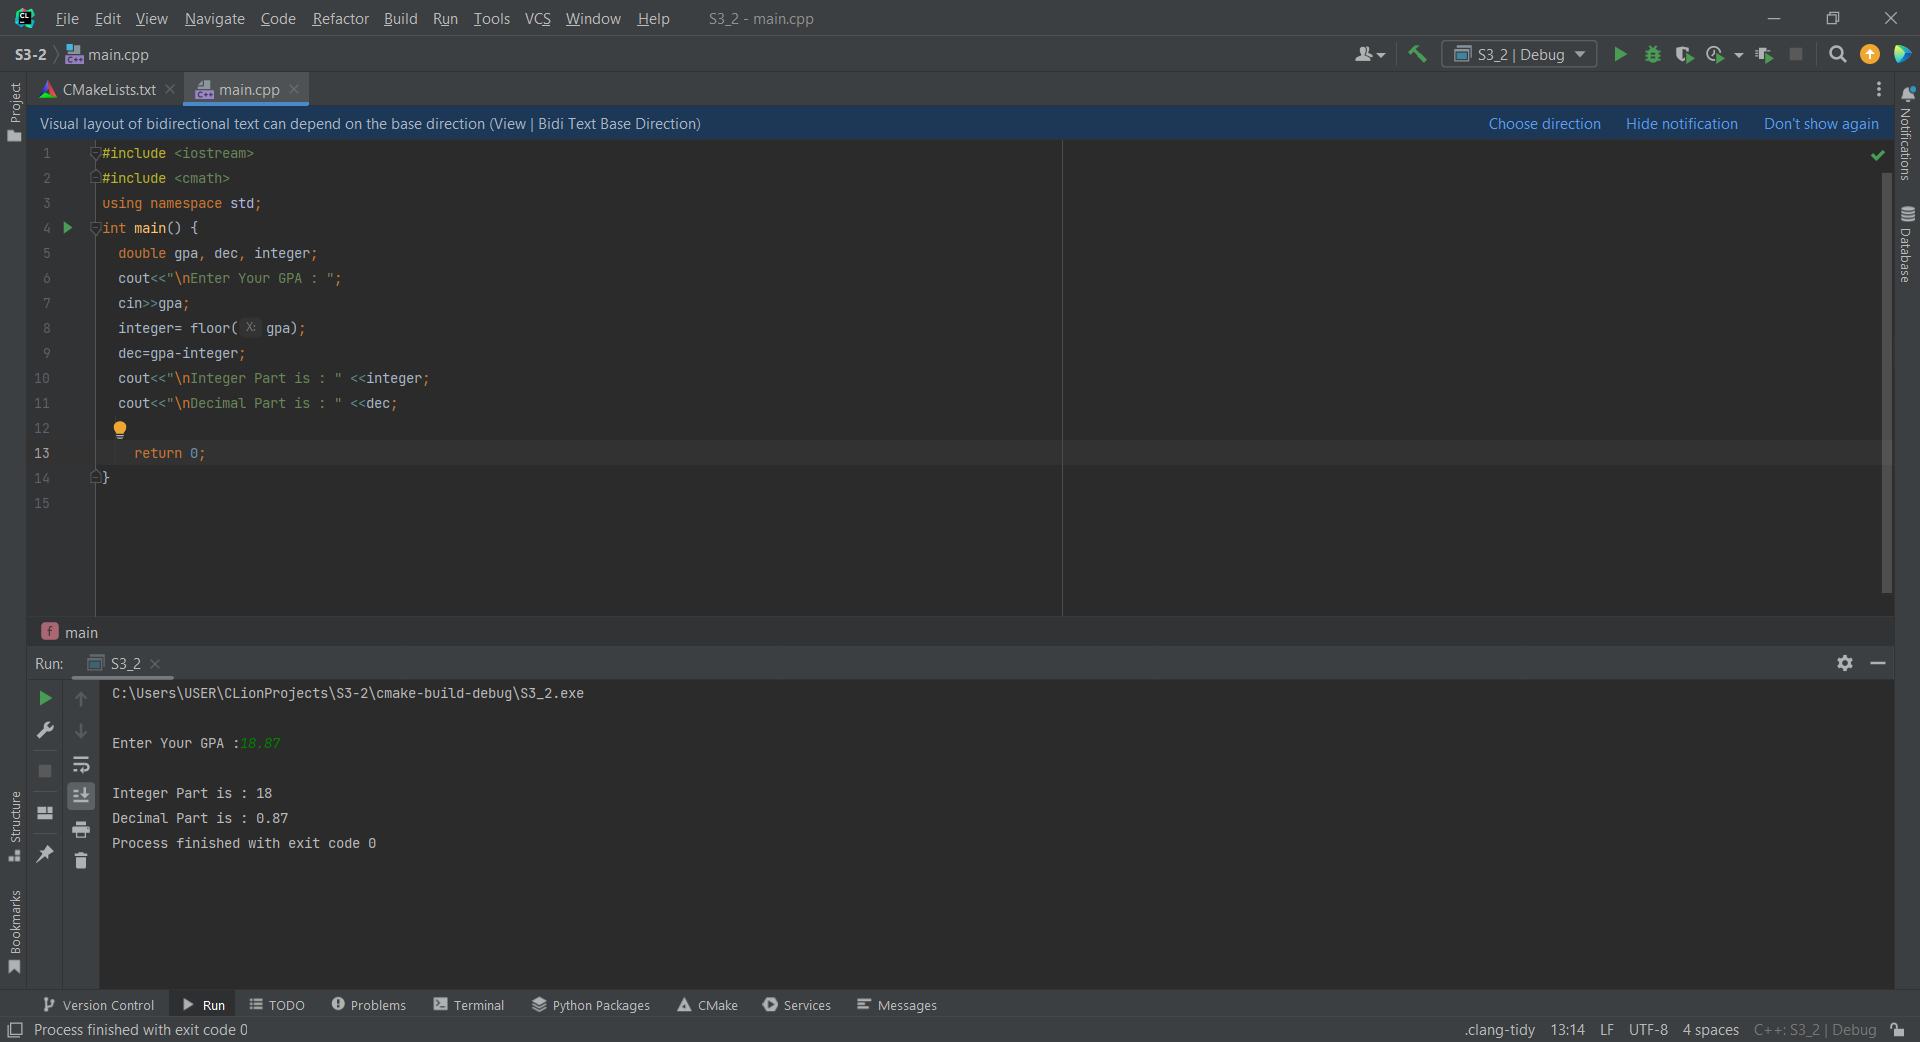 File Edit View Navigate Code Refactor Build Run Tools VCS Window Help S3_2 - main.cpp
S3-2 main.cpp S3_2 | Debug
CMakeLists.txt main.cpp
Visual layout of bidirectional text can depend on the base direction (View | Bidi Text Base Direction) Choose direction Hide notification Don't show again
1 #include <iostream>
2 #include <cmath>
3 using namespace std;
4 int main() {
5 double gpa, dec, integer;
6 cout<<"\nEnter Your GPA : ";
7 cin>>gpa;
8 integer= floor( X: gpa);
9 dec=gpa-integer;
10 cout<<"\nInteger Part is : " <<integer;
11 cout<<"\nDecimal Part is : " <<dec;
12
13 return 0;
14 }
15
Project
Structure
Bookmarks
Notifications
Database
f main
Run: S3_2
C:\Users\USER\CLionProjects\S3-2\cmake-build-debug\S3_2.exe
Enter Your GPA :18.87
Integer Part is : 18
Decimal Part is : 0.87
Process finished with exit code 0
Version Control Run TODO Problems Terminal Python Packages CMake Services Messages
Process finished with exit code 0 .clang-tidy 13:14 LF UTF-8 4 spaces C++: S3_2 | Debug